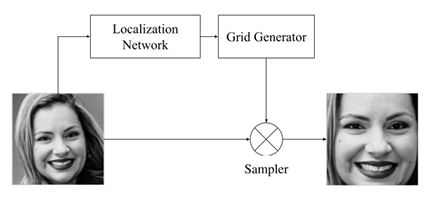 Localization
Network
Grid Generator
Sampler